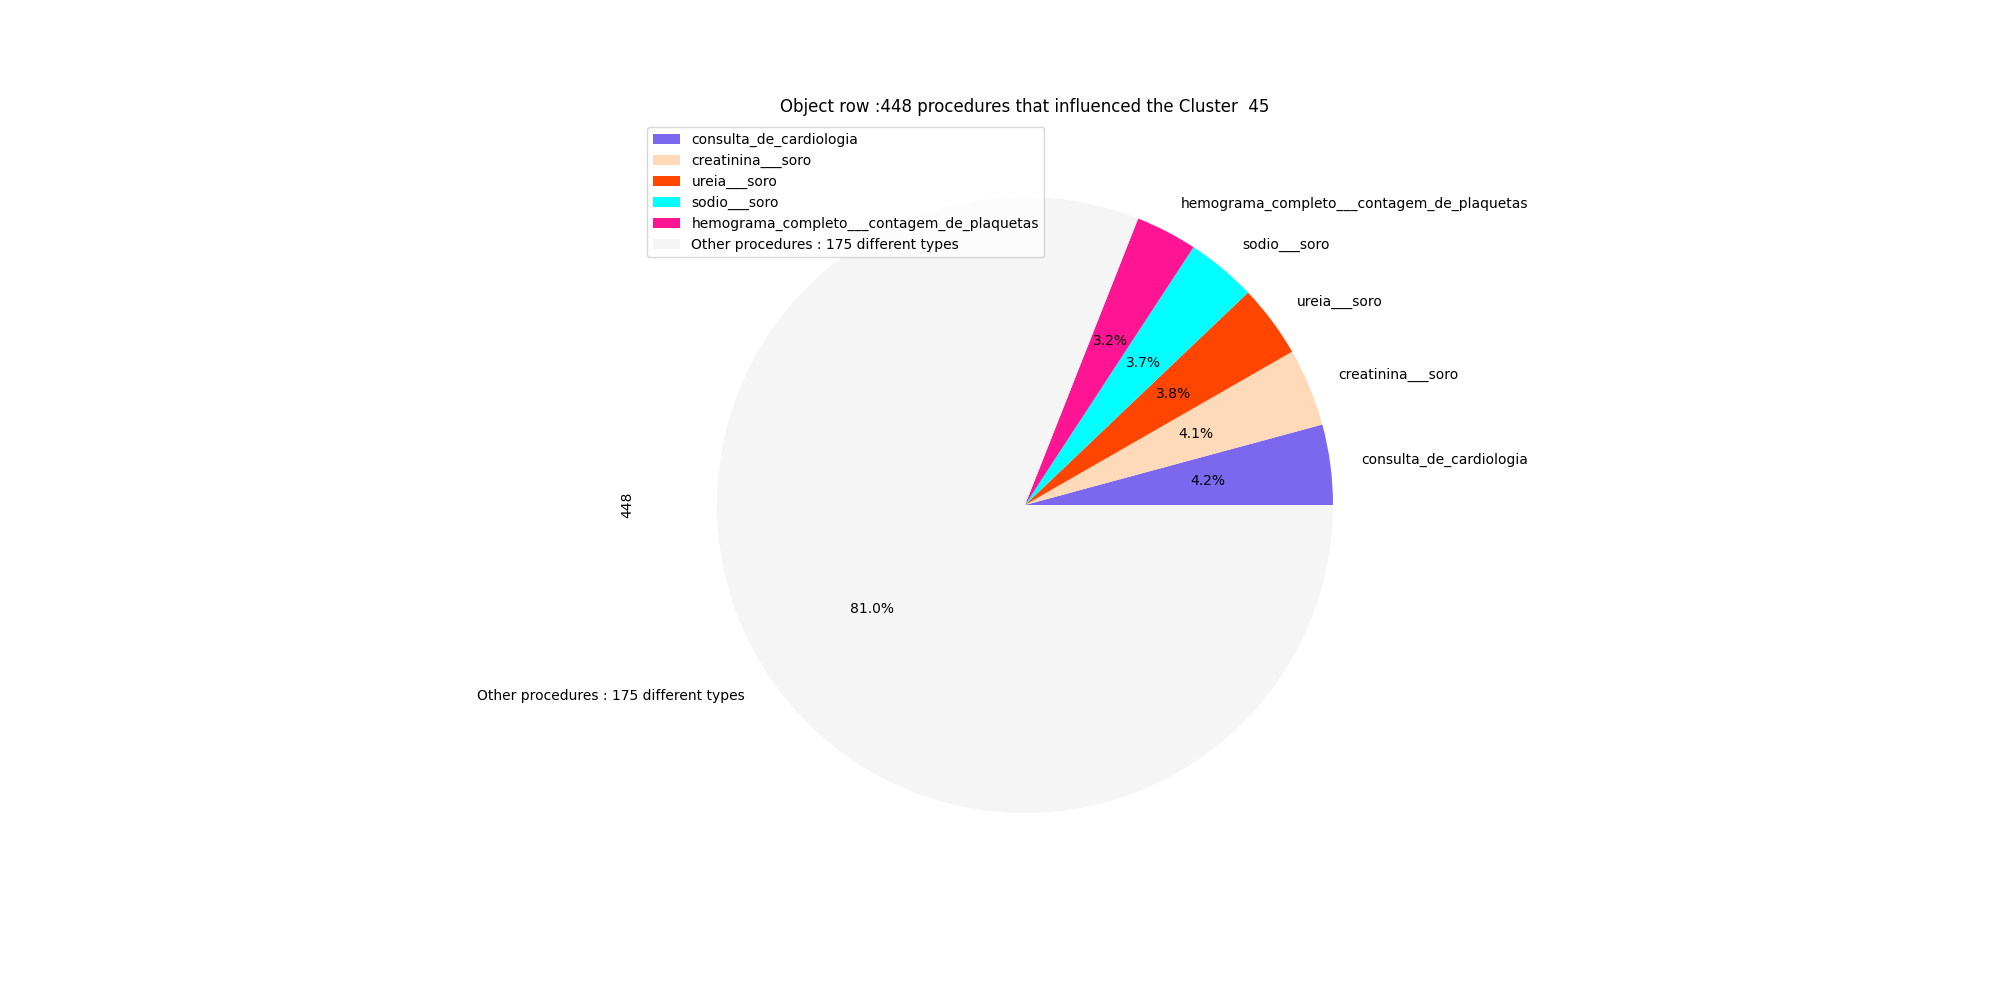 Object row :448 procedures that influenced the Cluster  45
consulta_de_cardiologia
creatinina___soro
ureia___soro
sodio___soro
hemograma_completo___contagem_de_plaquetas
Other procedures : 175 different types
hemograma_completo___contagem_de_plaquetas
sodio___soro
ureia___soro
creatinina___soro
consulta_de_cardiologia
3.2%
3.7%
3.8%
4.1%
4.2%
448
81.0%
Other procedures : 175 different types